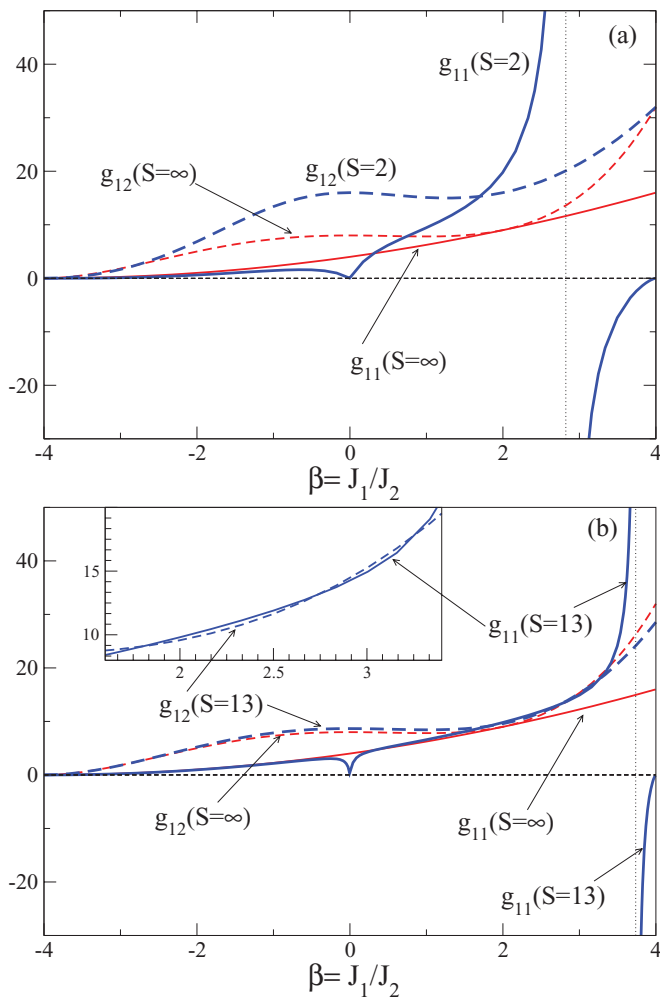 (a)
g₁₁(S=2)
40
g₁₂(S=∞)
g₁₂(S=2)
20
0
g₁₁(S=∞)
-20
-4 -2 0 2 4
β= J₁/J₂
(b)
15
10
2 2.5 3
g₁₁(S=13)
g₁₂(S=13)
40
20
0
g₁₂(S=∞)
g₁₁(S=∞)
g₁₁(S=13)
-20
-4 -2 0 2 4
β= J₁/J₂